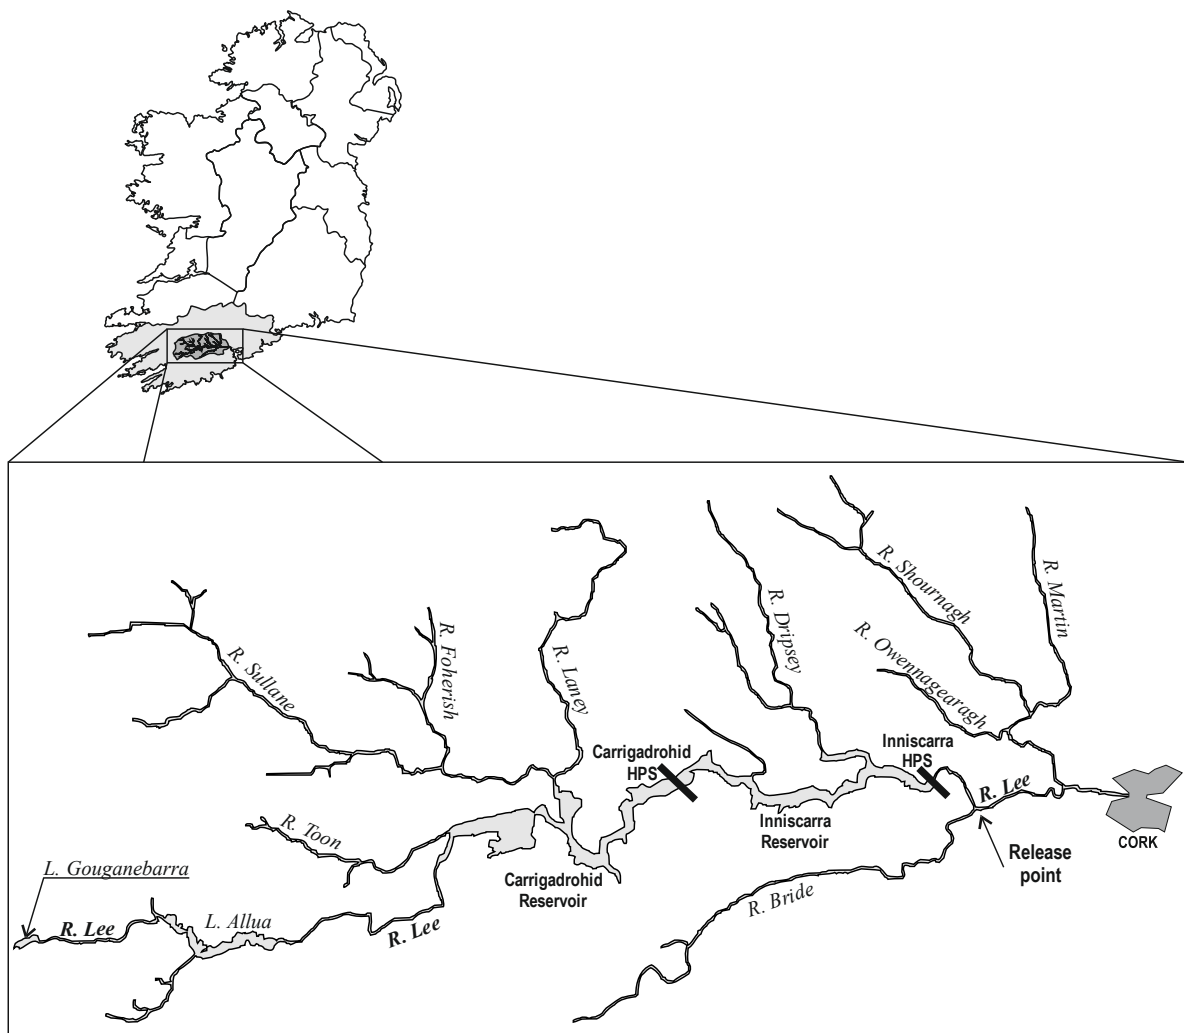 R. Shournagh
R. Martin
R. Dripsey
R. Owennagearagh
R. Foherish
R. Laney
R. Sullane
Carrigadrohid
HPS
Inniscarra
HPS
R. Lee
Inniscarra
Reservoir
CORK
Release
point
R. Toon
L. Gouganebarra
Carrigadrohid
Reservoir
R. Bride
L. Allua
R. Lee
R. Lee